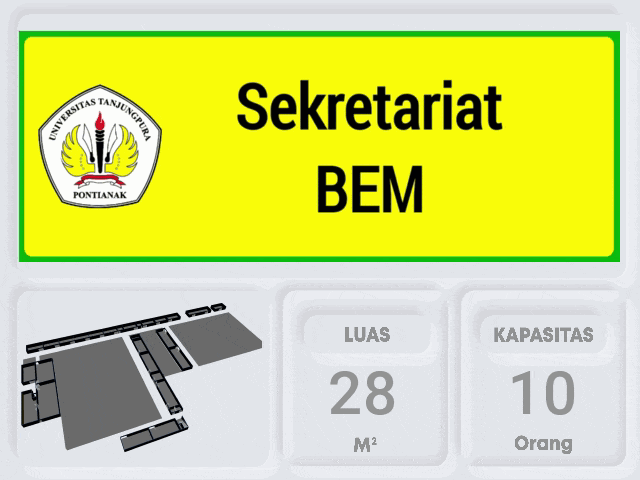 UNIVERSITAS TANJUNGPURA
PONTIANAK
Sekretariat
BEM
LUAS
28
M²
KAPASITAS
10
Orang